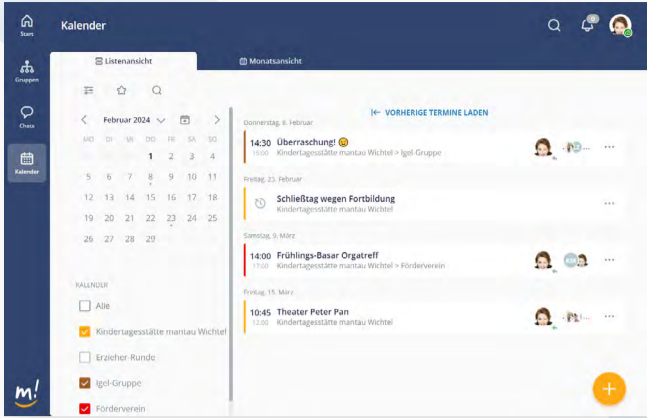 Kalender
Start
Gruppen
Chats
Kalender
m!
Listenansicht
Monatsansicht
Februar 2024
MO DI MI DO FR SA SO
1 2 3 4
5 6 7 8 9 10 11
12 13 14 15 16 17 18
19 20 21 22 23 24 25
26 27 28 29
KALENDER
Alle
Kindertagesstätte mantau Wichtel
Erzieher-Runde
Igel-Gruppe
Förderverein
VORHERIGE TERMINE LADEN
Donnerstag, 8. Februar
14:30 Überraschung! 😉
15:00 Kindertagesstätte mantau Wichtel > Igel-Gruppe
Freitag, 23. Februar
Schließtag wegen Fortbildung
Kindertagesstätte mantau Wichtel
Samstag, 9. März
14:00 Frühlings-Basar Orgatreff
17:00 Kindertagesstätte mantau Wichtel > Förderverein
Freitag, 15. März
10:45 Theater Peter Pan
12:00 Kindertagesstätte mantau Wichtel